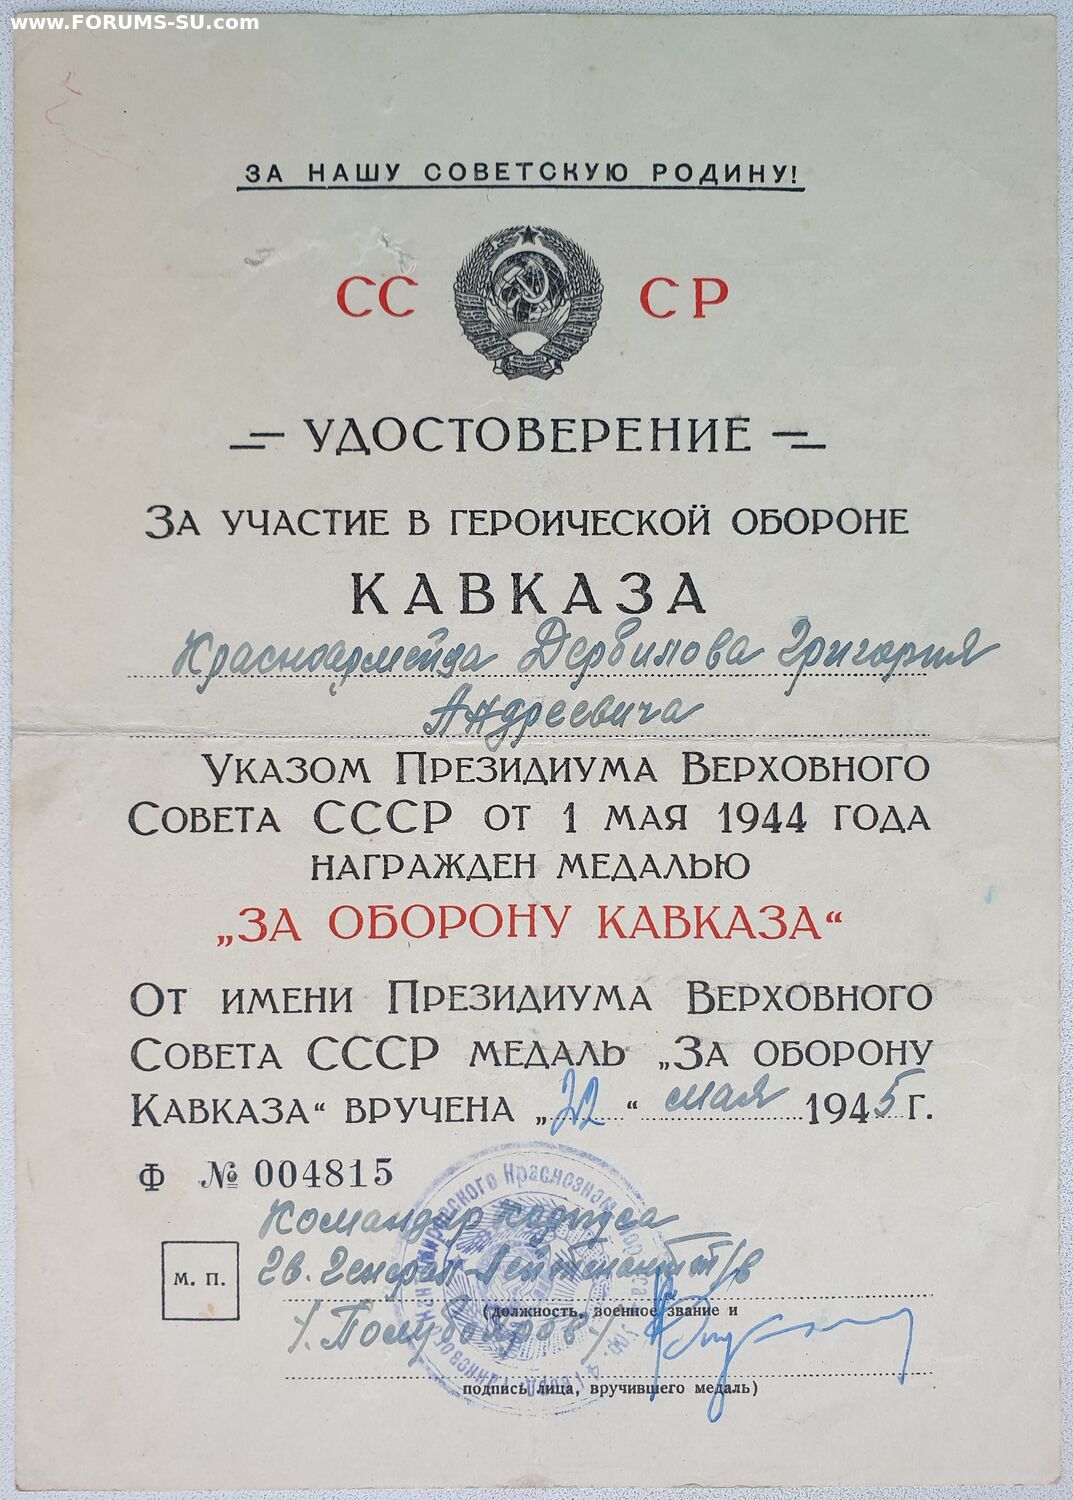 www.FORUMS-SU.com
ЗА НАШУ СОВЕТСКУЮ РОДИНУ!
СС СР
УДОСТОВЕРЕНИЕ
ЗА УЧАСТИЕ В ГЕРОИЧЕСКОЙ ОБОРОНЕ
КАВКАЗА
Красноармейца Дербилова Григория
Андреевича
УКАЗОМ ПРЕЗИДИУМА ВЕРХОВНОГО
СОВЕТА СССР ОТ 1 МАЯ 1944 ГОДА
НАГРАЖДЕН МЕДАЛЬЮ
„ЗА ОБОРОНУ КАВКАЗА“
ОТ ИМЕНИ ПРЕЗИДИУМА ВЕРХОВНОГО
СОВЕТА СССР МЕДАЛЬ „ЗА ОБОРОНУ
КАВКАЗА“ ВРУЧЕНА „22“ мая 1945 Г.
Ф № 004815
Командир корпуса
гв. генерал-лейтенант т/в
М. П.
(должность, военное звание и
/Полубояров/
подпись лица, вручившего медаль)